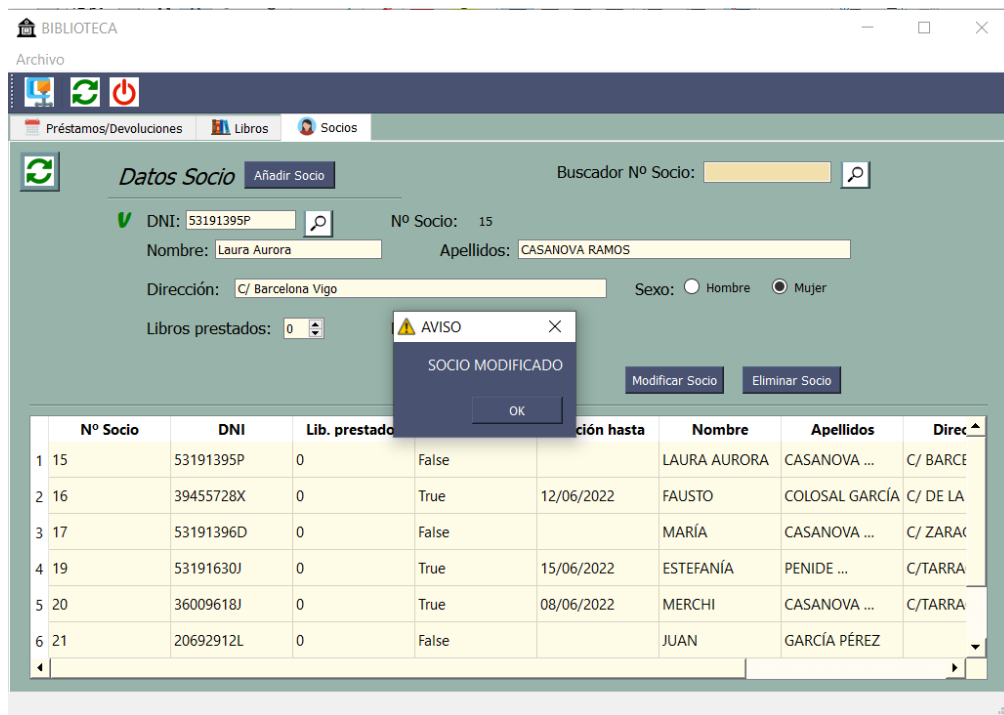 BIBLIOTECA
Archivo
Préstamos/Devoluciones Libros Socios
Datos Socio Añadir Socio Buscador Nº Socio:
V DNI: 53191395P Nº Socio: 15
Nombre: Laura Aurora Apellidos: CASANOVA RAMOS
Dirección: C/ Barcelona Vigo Sexo: Hombre Mujer
Libros prestados: 0
AVISO
SOCIO MODIFICADO
OK
Modificar Socio Eliminar Socio
Nº Socio DNI Lib. prestado ción hasta Nombre Apellidos Direc
1 15 53191395P 0 False LAURA AURORA CASANOVA ... C/ BARCE
2 16 39455728X 0 True 12/06/2022 FAUSTO COLOSAL GARCÍA C/ DE LA
3 17 53191396D 0 False MARÍA CASANOVA ... C/ ZARAG
4 19 53191630J 0 True 15/06/2022 ESTEFANÍA PENIDE ... C/TARRA
5 20 36009618J 0 True 08/06/2022 MERCHI CASANOVA ... C/TARRA
6 21 20692912L 0 False JUAN GARCÍA PÉREZ